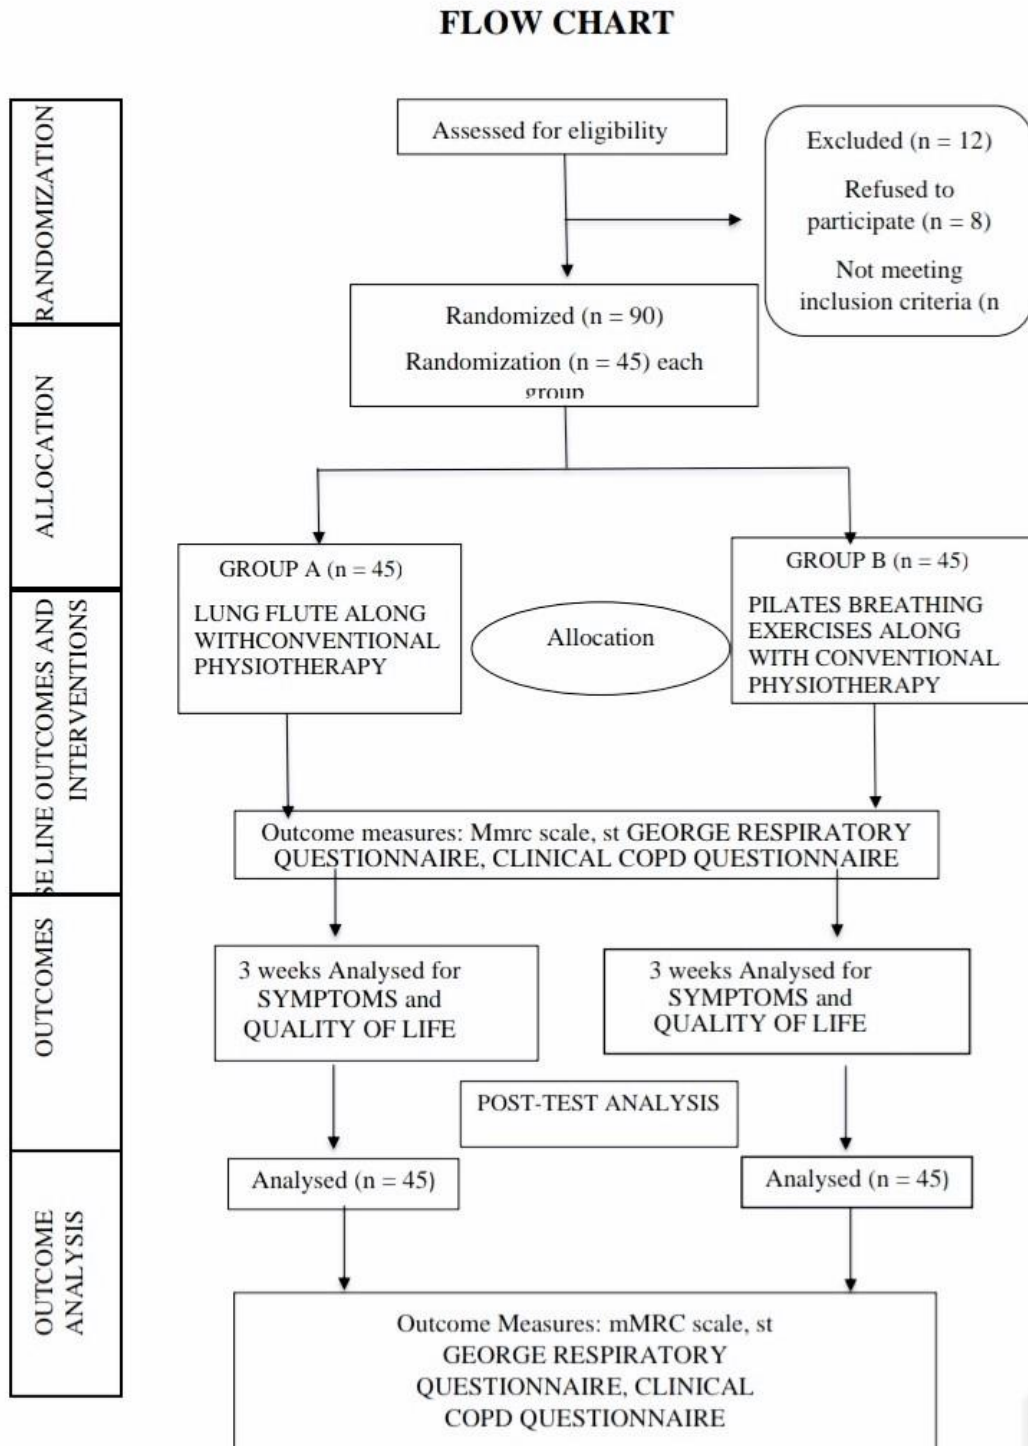 FLOW CHART
RANDOMIZATION
Assessed for eligibility
Excluded (n = 12)
Refused to
participate (n = 8)
Not meeting
inclusion criteria (n
Randomized (n = 90)
Randomization (n = 45) each
group
ALLOCATION
GROUP A (n = 45)
LUNG FLUTE ALONG
WITHCONVENTIONAL
PHYSIOTHERAPY
Allocation
GROUP B (n = 45)
PILATES BREATHING
EXERCISES ALONG
WITH CONVENTIONAL
PHYSIOTHERAPY
SELINE OUTCOMES AND
INTERVENTIONS
Outcome measures: Mmrc scale, st GEORGE RESPIRATORY
QUESTIONNAIRE, CLINICAL COPD QUESTIONNAIRE
OUTCOMES
3 weeks Analysed for
SYMPTOMS and
QUALITY OF LIFE
3 weeks Analysed for
SYMPTOMS and
QUALITY OF LIFE
POST-TEST ANALYSIS
OUTCOME
ANALYSIS
Analysed (n = 45)
Analysed (n = 45)
Outcome Measures: mMRC scale, st
GEORGE RESPIRATORY
QUESTIONNAIRE, CLINICAL
COPD QUESTIONNAIRE